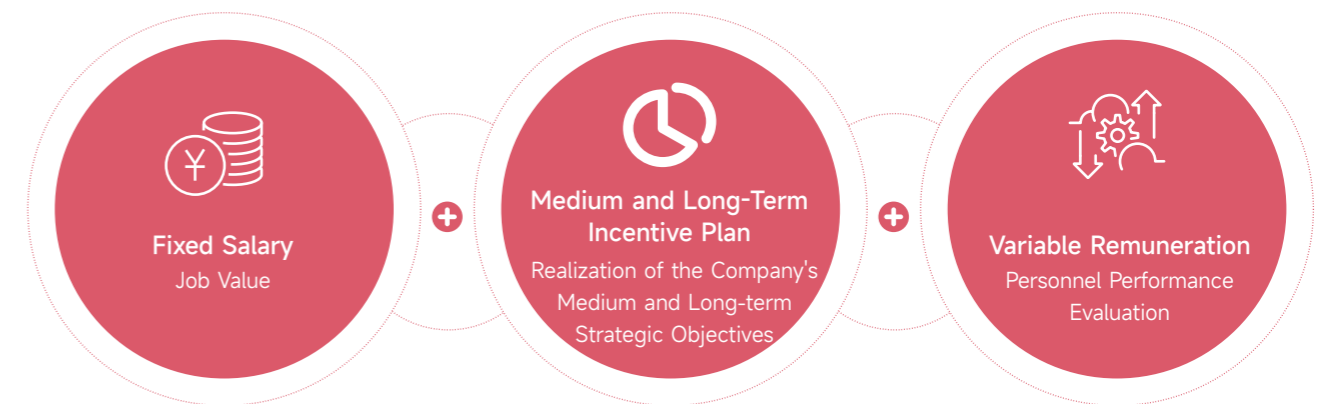 ¥
Fixed Salary
Job Value
Medium and Long-Term
Incentive Plan
Realization of the Company's
Medium and Long-term
Strategic Objectives
Variable Remuneration
Personnel Performance
Evaluation